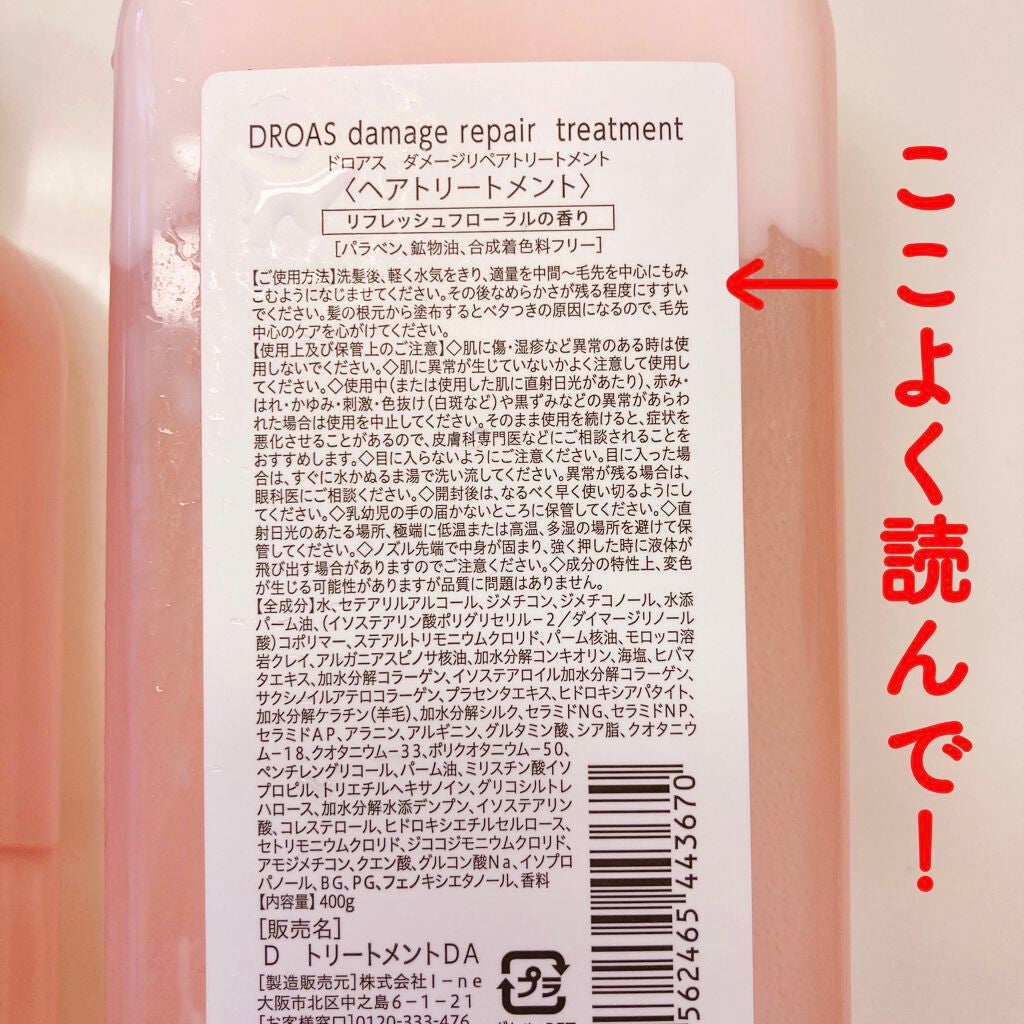 DROAS damage repair treatment
ドロアス ダメージリペアトリートメント
〈ヘアトリートメント〉
リフレッシュフローラルの香り
[パラベン、鉱物油、合成着色料フリー]
【ご使用方法】洗髪後、軽く水気をきり、適量を中間〜毛先を中心にもみ
こむようになじませてください。その後なめらかさが残る程度にすすい
でください。髪の根元から塗布するとベタつきの原因になるので、毛先
中心のケアを心がけてください。
【使用上及び保管上のご注意】◇肌に傷・湿疹など異常のある時は使
用しないでください。◇肌に異常が生じていないかよく注意して使用し
てください。◇使用中(または使用した肌に直射日光があたり)、赤み・
はれ・かゆみ・刺激・色抜け(白斑など)や黒ずみなどの異常があらわ
れた場合は使用を中止してください。そのまま使用を続けると、症状を
悪化させることがあるので、皮膚科専門医などにご相談されることを
おすすめします。◇目に入らないようにご注意ください。目に入った場
合は、すぐに水かぬるま湯で洗い流してください。異常が残る場合は、
眼科医にご相談ください。◇開封後は、なるべく早く使い切るようにし
てください。◇乳幼児の手の届かないところに保管してください。◇直
射日光のあたる場所、極端に低温または高温、多湿の場所を避けて保
管してください。◇ノズル先端で中身が固まり、強く押した時に液体が
飛び出す場合がありますのでご注意ください。◇成分の特性上、変色
が生じる可能性がありますが品質に問題はありません。
【全成分】水、セテアリルアルコール、ジメチコン、ジメチコノール、水添
パーム油、(イソステアリン酸ポリグリセリル-2/ダイマージリノール
酸)コポリマー、ステアルトリモニウムクロリド、パーム核油、モロッコ溶
岩クレイ、アルガニアスピノサ核油、加水分解コンキオリン、海塩、ヒバマ
タエキス、加水分解コラーゲン、イソステアロイル加水分解コラーゲン、
サクシノイルアテロコラーゲン、プラセンタエキス、ヒドロキシアパタイト、
加水分解ケラチン(羊毛)、加水分解シルク、セラミドNG、セラミドNP、
セラミドAP、アラニン、アルギニン、グルタミン酸、シア脂、クオタニウ
ム-18、クオタニウム-33、ポリクオタニウム-50、
ペンチレングリコール、パーム油、ミリスチン酸イソ
プロピル、トリエチルヘキサノイン、グリコシルトレ
ハロース、加水分解水添デンプン、イソステアリン
酸、コレステロール、ヒドロキシエチルセルロース、
セトリモニウムクロリド、ジココジモニウムクロリド、
アモジメチコン、クエン酸、グルコン酸Na、イソプロ
パノール、BG、PG、フェノキシエタノール、香料
【内容量】400g
[販売名]
D トリートメントDA
[製造販売元]株式会社I-ne
大阪市北区中之島6-1-21
[お客様窓口]0120-333-476
プラ
562465 443670
ここよく読んで!